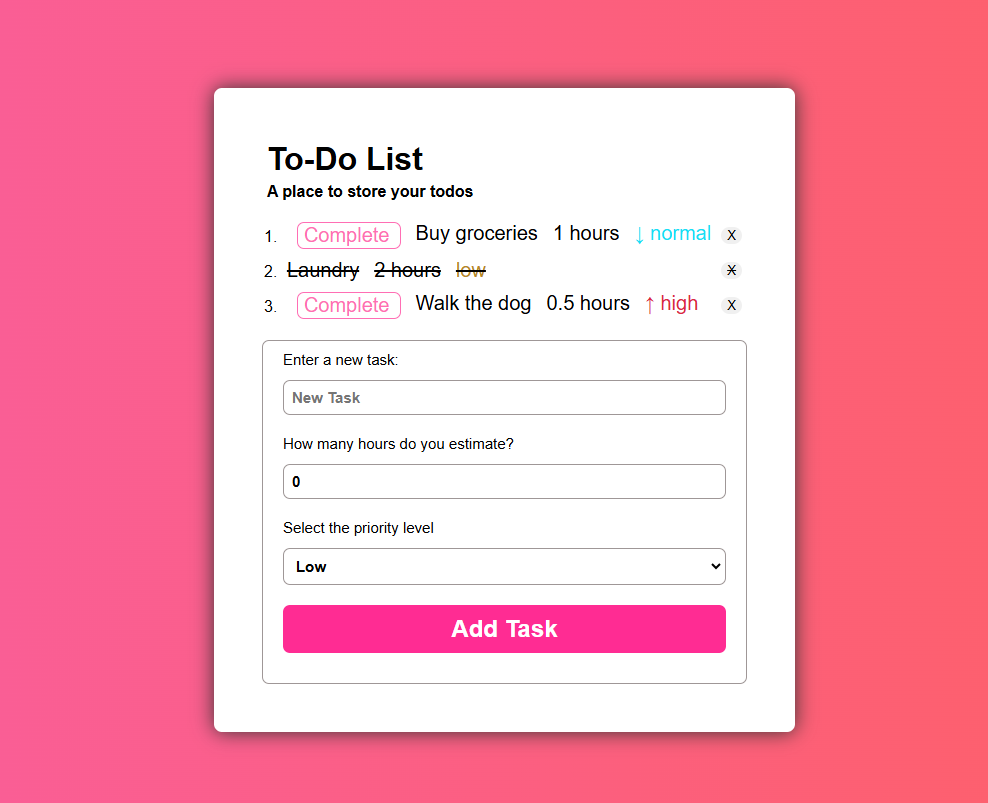 To-Do List
A place to store your todos
1. Complete Buy groceries 1 hours ↓ normal X
2. Laundry 2 hours low X
3. Complete Walk the dog 0.5 hours ↑ high X
Enter a new task:
New Task
How many hours do you estimate?
0
Select the priority level
Low
Add Task